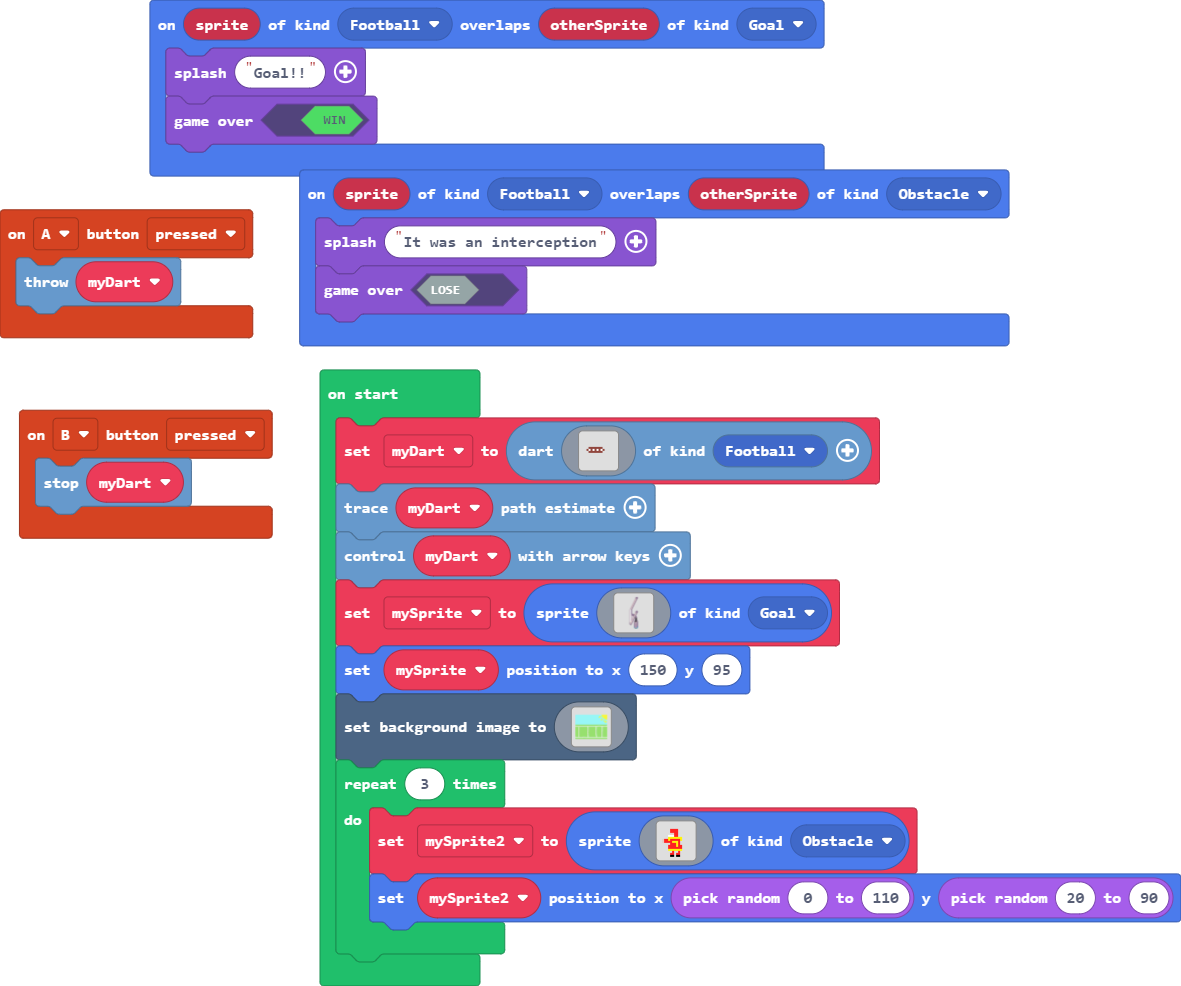 on sprite of kind Football overlaps otherSprite of kind Goal
splash "Goal!!"
game over WIN
on sprite of kind Football overlaps otherSprite of kind Obstacle
splash "It was an interception"
game over LOSE
on A button pressed
throw myDart
on B button pressed
stop myDart
on start
set myDart to dart of kind Football
trace myDart path estimate
control myDart with arrow keys
set mySprite to sprite of kind Goal
set mySprite position to x 150 y 95
set background image to
repeat 3 times
do
set mySprite2 to sprite of kind Obstacle
set mySprite2 position to x pick random 0 to 110 y pick random 20 to 90